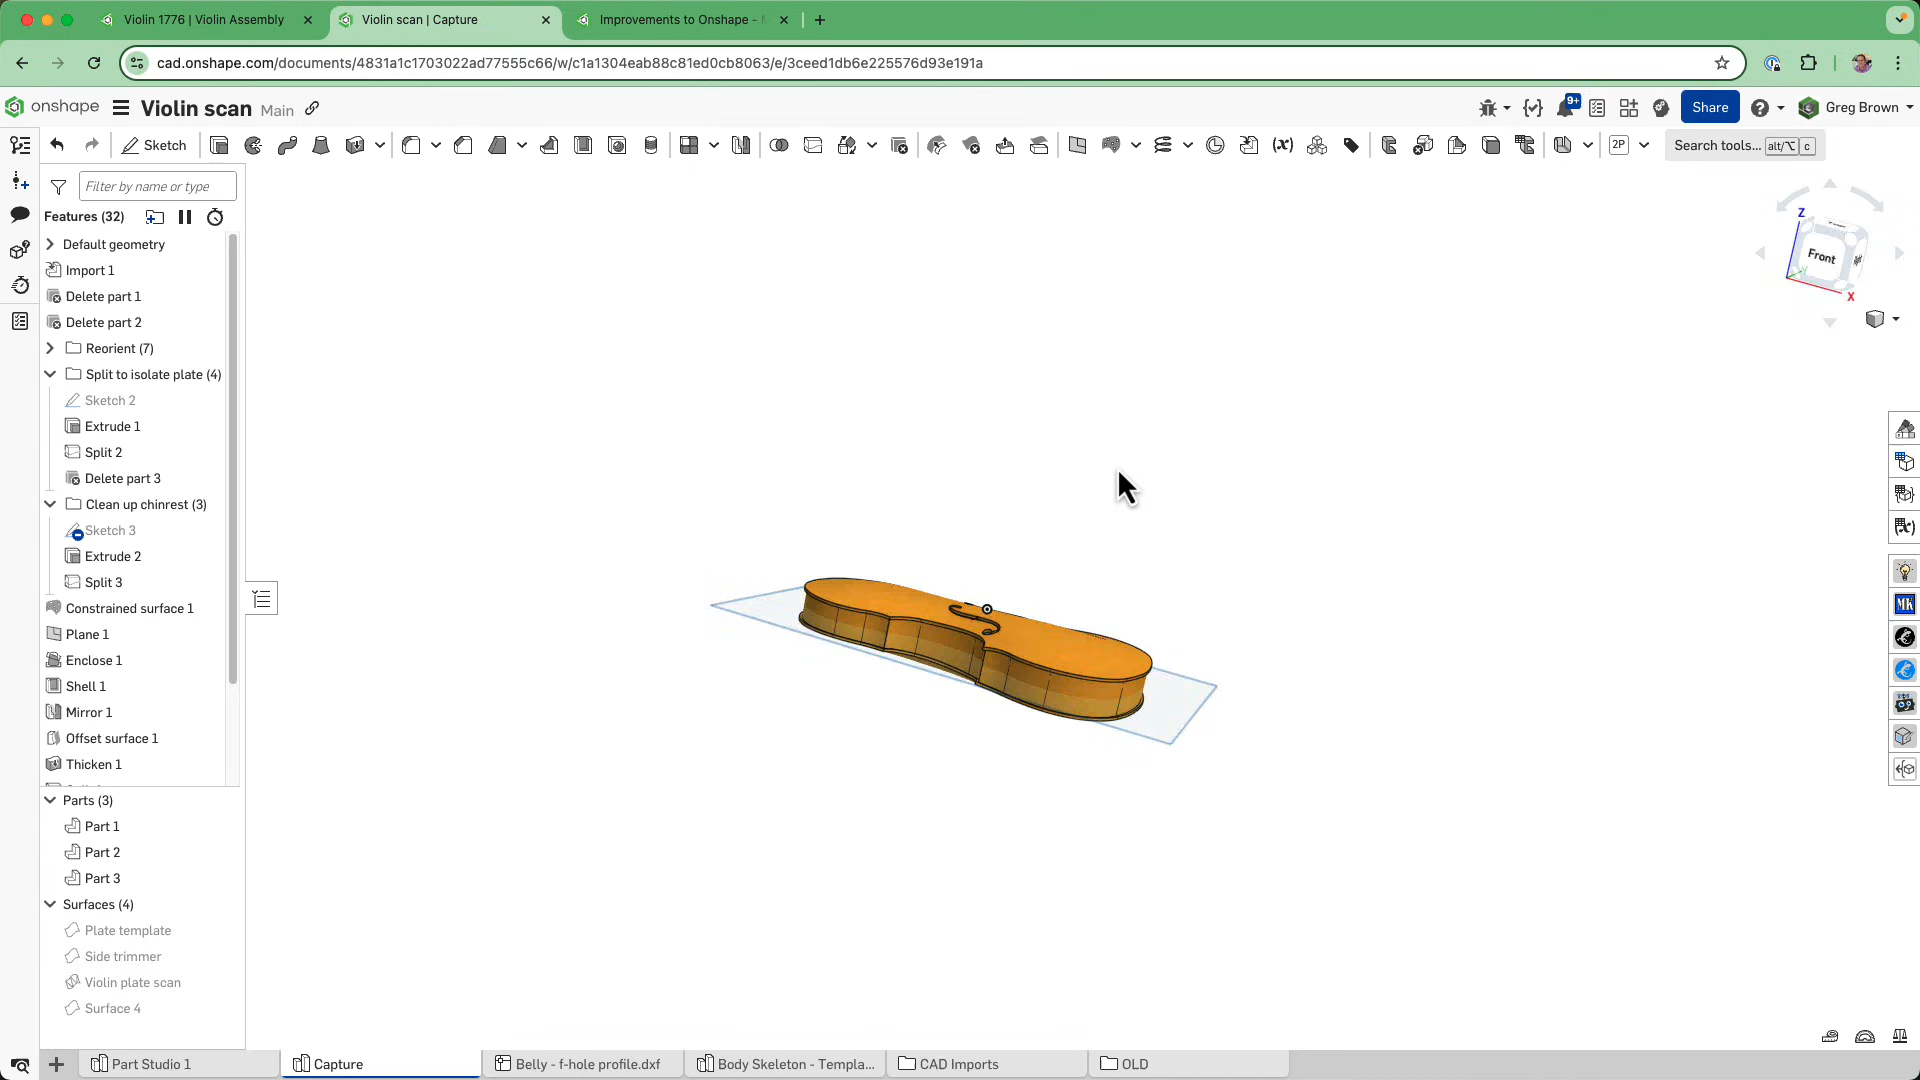 Violin 1776 | Violin Assembly
Violin scan | Capture
Improvements to Onshape -
cad.onshape.com/documents/4831a1c1703022ad77555c66/w/c1a1304eab88c81ed0cb8063/e/3ceed1db6e225576d93e191a
onshape
Violin scan Main
9+
Share
Greg Brown
Sketch
(x)
2P
Search tools... alt/⌥ c
Filter by name or type
Features (32)
Default geometry
Import 1
Delete part 1
Delete part 2
Reorient (7)
Split to isolate plate (4)
Sketch 2
Extrude 1
Split 2
Delete part 3
Clean up chinrest (3)
Sketch 3
Extrude 2
Split 3
Constrained surface 1
Plane 1
Enclose 1
Shell 1
Mirror 1
Offset surface 1
Thicken 1
Parts (3)
Part 1
Part 2
Part 3
Surfaces (4)
Plate template
Side trimmer
Violin plate scan
Surface 4
Z
Front
X
MK
Part Studio 1
Capture
Belly - f-hole profile.dxf
Body Skeleton - Templa...
CAD Imports
OLD